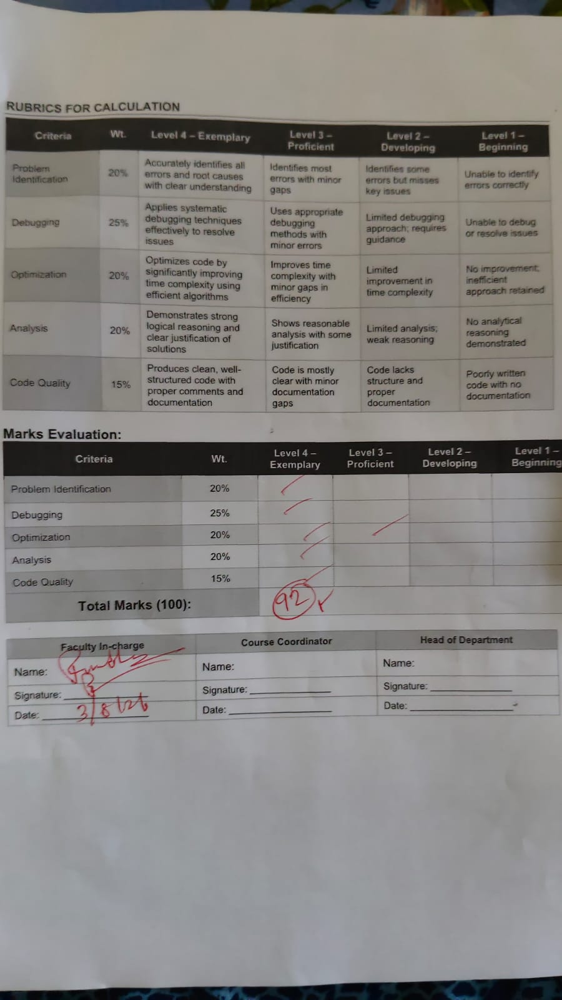 RUBRICS FOR CALCULATION
Criteria Wt. Level 4 – Exemplary Level 3 – Proficient Level 2 – Developing Level 1 – Beginning
Problem Identification 20% Accurately identifies all errors and root causes with clear understanding Identifies most errors with minor gaps Identifies some errors but misses key issues Unable to identify errors correctly
Debugging 25% Applies systematic debugging techniques effectively to resolve issues Uses appropriate debugging methods with minor errors Limited debugging approach; requires guidance Unable to debug or resolve issues
Optimization 20% Optimizes code by significantly improving time complexity using efficient algorithms Improves time complexity with minor gaps in efficiency Limited improvement in time complexity No improvement; inefficient approach retained
Analysis 20% Demonstrates strong logical reasoning and clear justification of solutions Shows reasonable analysis with some justification Limited analysis; weak reasoning No analytical reasoning demonstrated
Code Quality 15% Produces clean, well-structured code with proper comments and documentation Code is mostly clear with minor documentation gaps Code lacks structure and proper documentation Poorly written code with no documentation
Marks Evaluation:
Criteria Wt. Level 4 – Exemplary Level 3 – Proficient Level 2 – Developing Level 1 – Beginning
Problem Identification 20%
Debugging 25%
Optimization 20%
Analysis 20%
Code Quality 15%
Total Marks (100): 92
Faculty In-charge Course Coordinator Head of Department
Name: Name: Name:
Signature: Signature: Signature:
Date: 3/8/26 Date: Date: